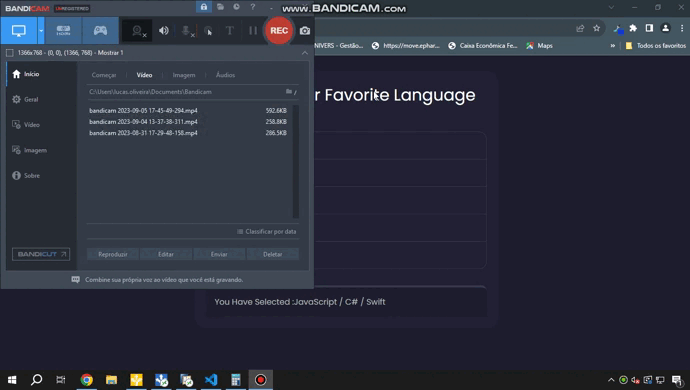 BANDICAM UNREGISTERED
www.BANDICAM.com
REC
1366x768 - (0, 0), (1366, 768) - Mostrar 1
UNIVERS - Gestão...
https://move.ephar...
Caixa Econômica Fe...
Maps
»
Todos os favoritos
Início
Geral
Vídeo
Imagem
Sobre
BANDICUT
Começar
Vídeo
Imagem
Áudios
C:\Users\lucas.oliveira\Documents\Bandicam
bandicam 2023-09-05 17-45-49-294.mp4 592,6KB
bandicam 2023-09-04 13-37-38-311.mp4 258,8KB
bandicam 2023-08-31 17-29-48-158.mp4 286,5KB
Classificar por data
Reproduzir
Editar
Enviar
Deletar
Combine sua própria voz ao vídeo que você está gravando.
r Favorite Language
You Have Selected :JavaScript / C# / Swift